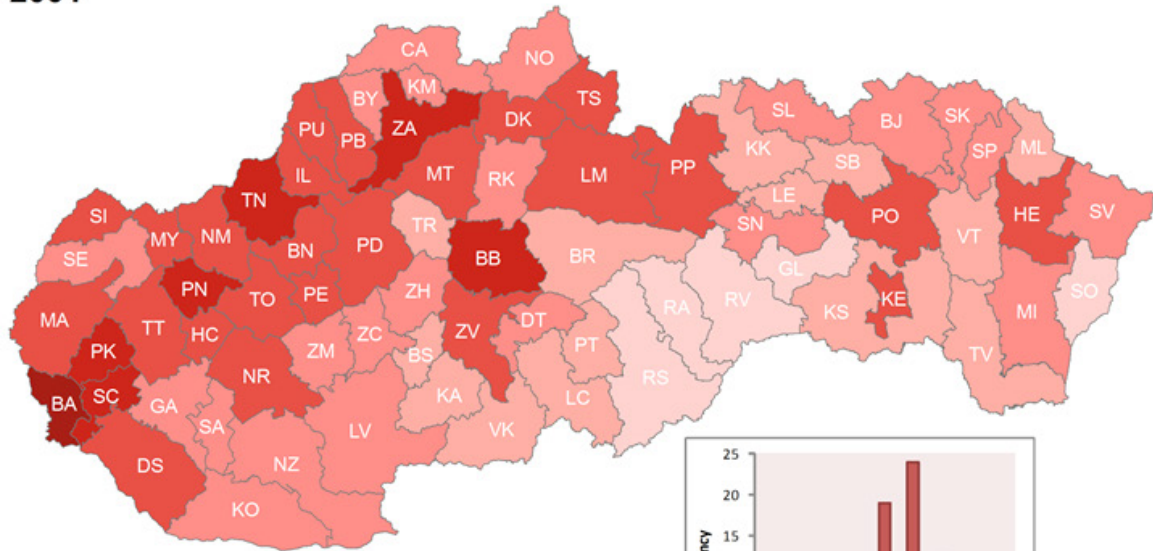 CA
NO
KM
BY
TS
SL
SK
ZA
DK
BJ
PU
PB
KK
SP
ML
SB
IL
MT
RK
LM
PP
LE
TN
SI
MY
NM
TR
SN
PO
HE
SV
BN
PD
VT
SE
BB
BR
GL
PN
ZH
SO
TO
PE
RA
RV
KE
MA
TT
HC
ZC
ZV
DT
KS
MI
PK
ZM
BS
PT
TV
NR
RS
BA
SC
GA
KA
LC
SA
LV
VK
DS
NZ
KO
25
20
15
ncy